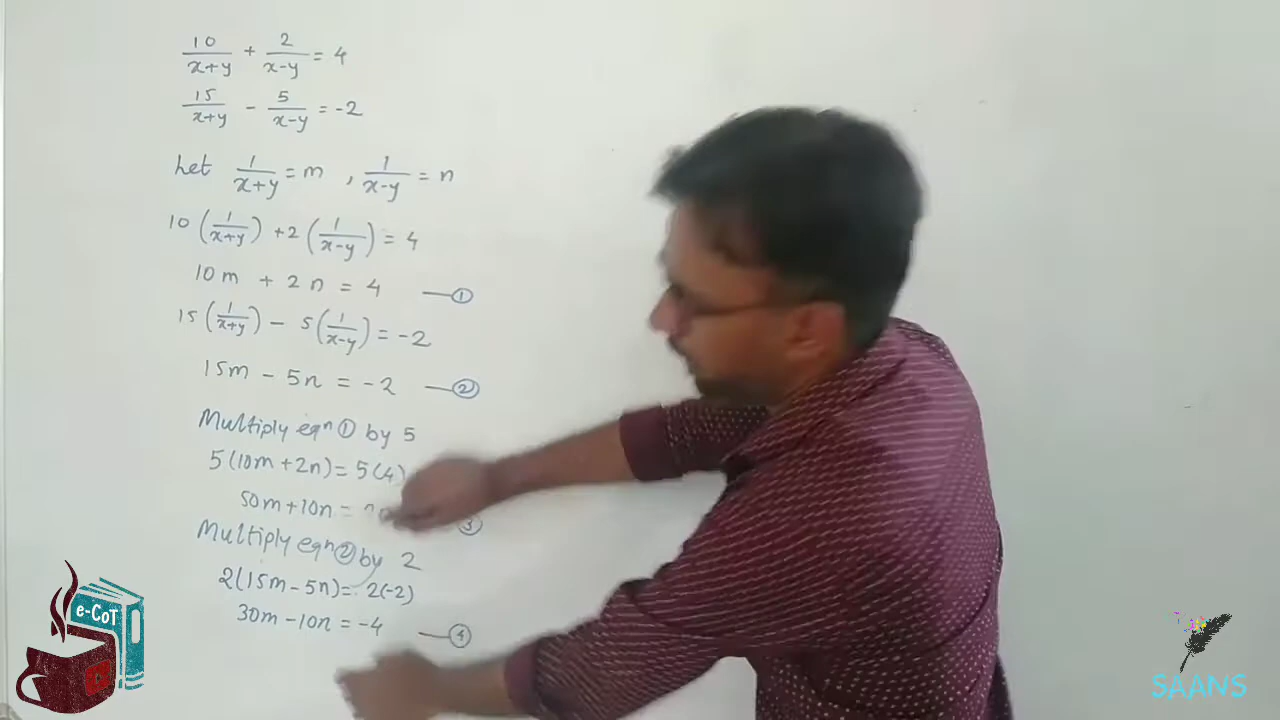 10/(x+y) + 2/(x-y) = 4
15/(x+y) - 5/(x-y) = -2
Let 1/(x+y) = m , 1/(x-y) = n
10 (1/(x+y)) + 2 (1/(x-y)) = 4
10m + 2n = 4 —①
15 (1/(x+y)) - 5 (1/(x-y)) = -2
15m - 5n = -2 —②
Multiply eqn ① by 5
5(10m + 2n) = 5(4)
50m + 10n = ③
Multiply eqn ② by 2
2(15m - 5n) = 2(-2)
30m - 10n = -4 —④
e-CoT
SAANS